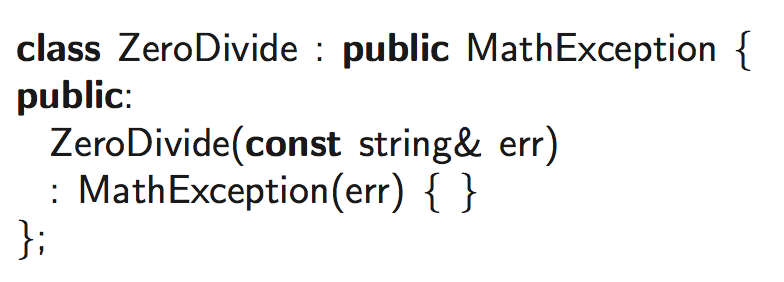 class ZeroDivide : public MathException {
public:
ZeroDivide(const string& err)
: MathException(err) { }
};